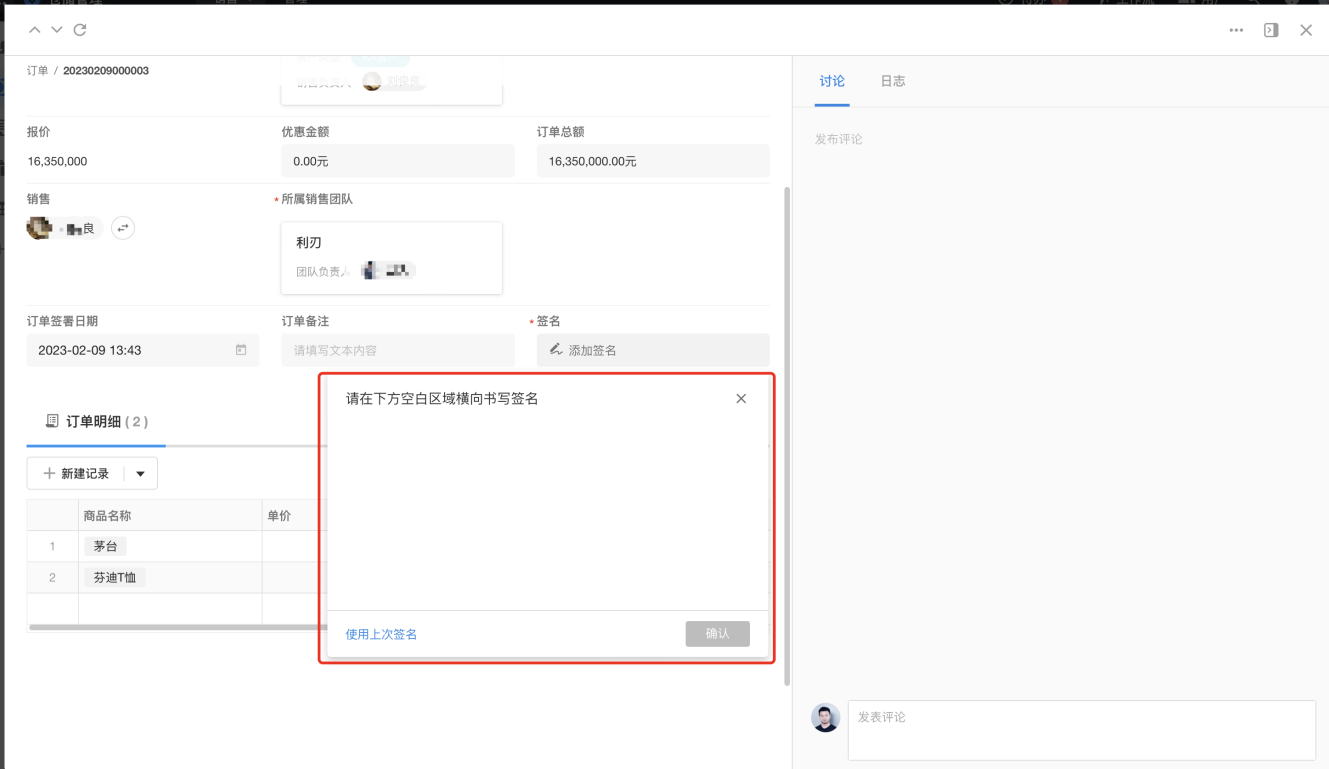 订单 / 20230209000003
讨论 日志
发布评论
报价 优惠金额 订单总额
16,350,000 0.00元 16,350,000.00元
销售 *所属销售团队
良
利刃
团队负责人
订单签署日期 订单备注 *签名
2023-02-09 13:43 请填写文本内容 添加签名
请在下方空白区域横向书写签名
订单明细 ( 2 )
新建记录
商品名称 单价
1 茅台
2 芬迪T恤
使用上次签名 确认
发表评论